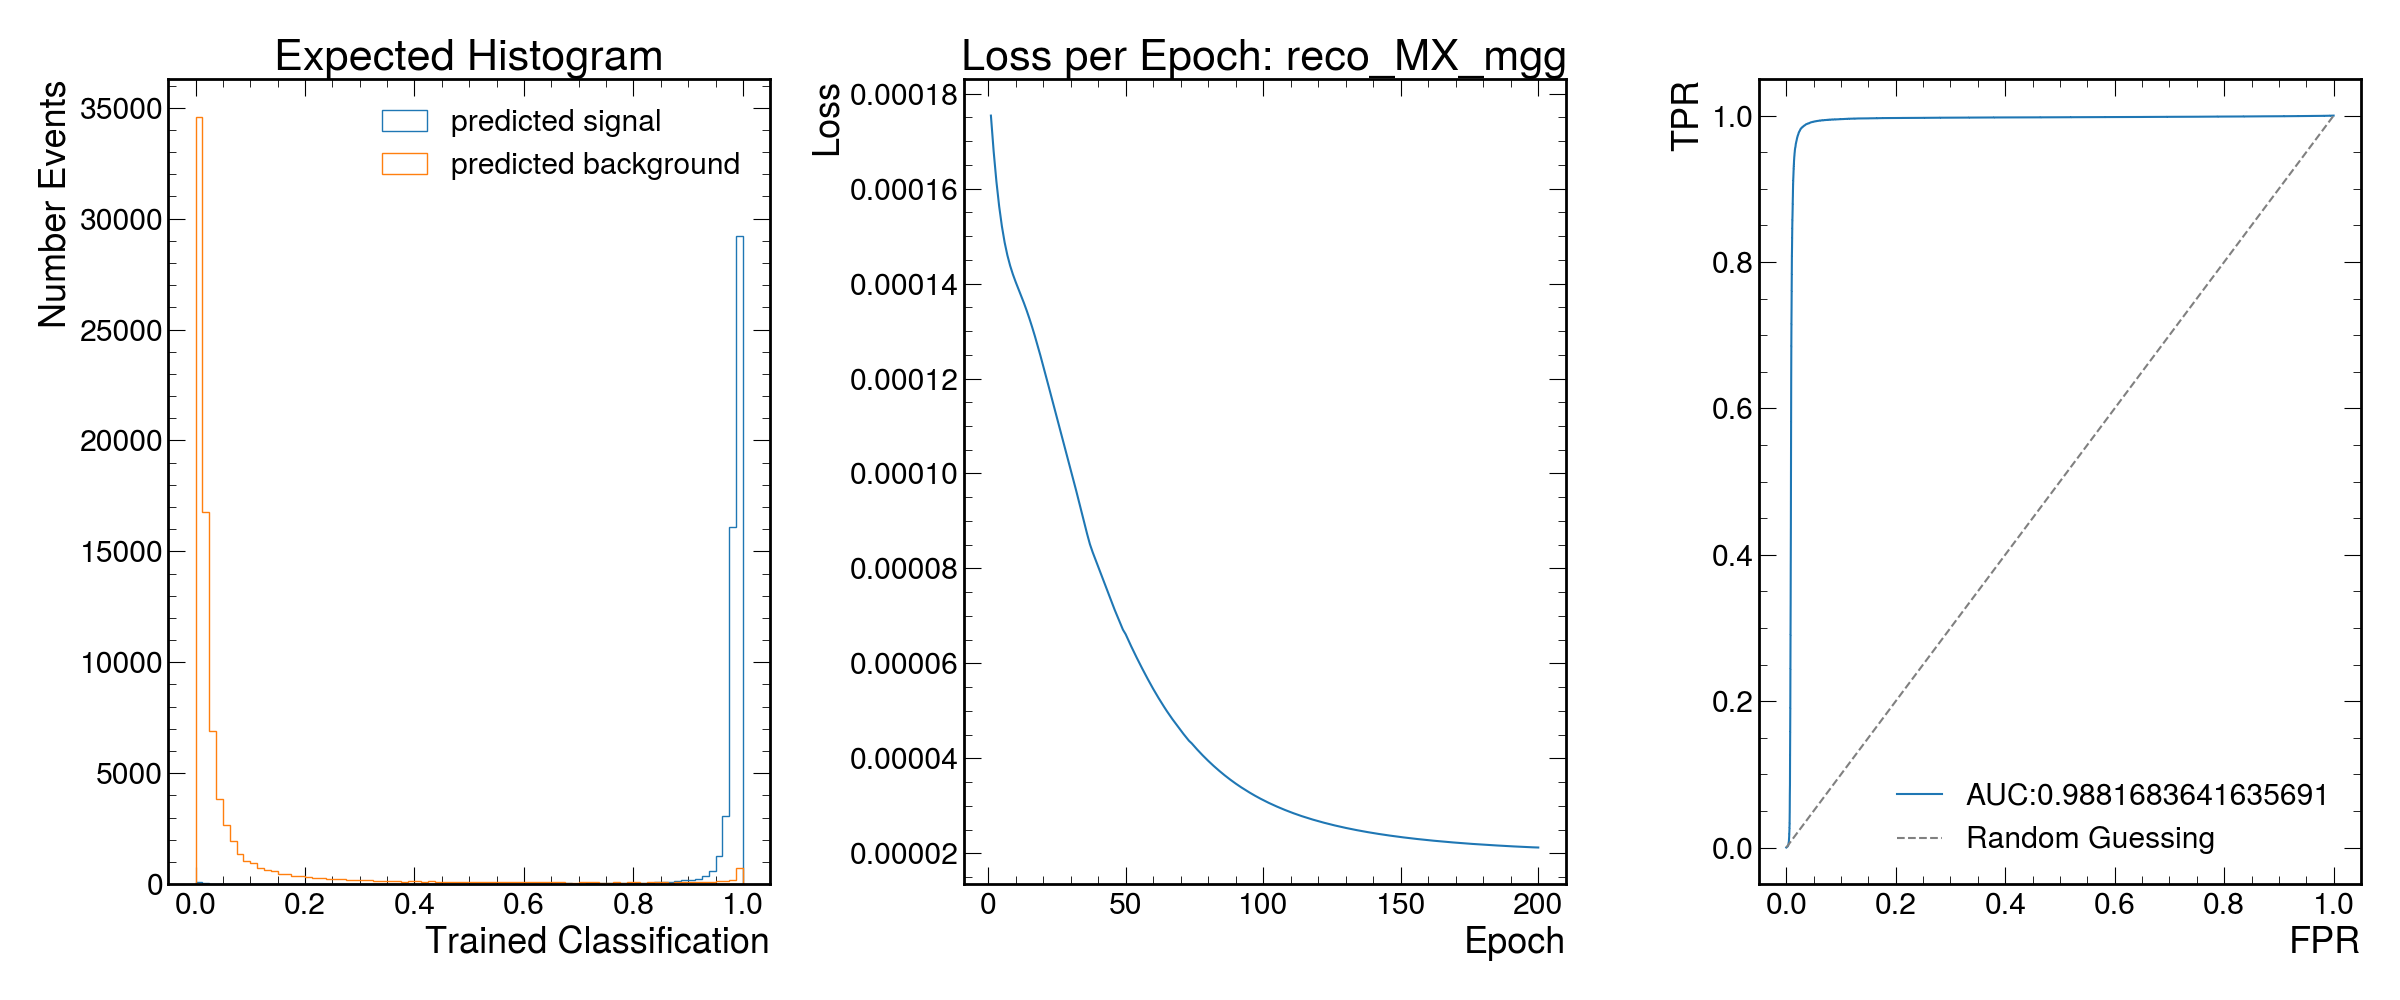 Expected Histogram
Number Events
35000
30000
25000
20000
15000
10000
5000
0
predicted signal
predicted background
0.0 0.2 0.4 0.6 0.8 1.0
Trained Classification
Loss per Epoch: reco_MX_mgg
Loss
0.00018
0.00016
0.00014
0.00012
0.00010
0.00008
0.00006
0.00004
0.00002
0 50 100 150 200
Epoch
TPR
1.0
0.8
0.6
0.4
0.2
0.0
AUC:0.9881683641635691
Random Guessing
0.0 0.2 0.4 0.6 0.8 1.0
FPR